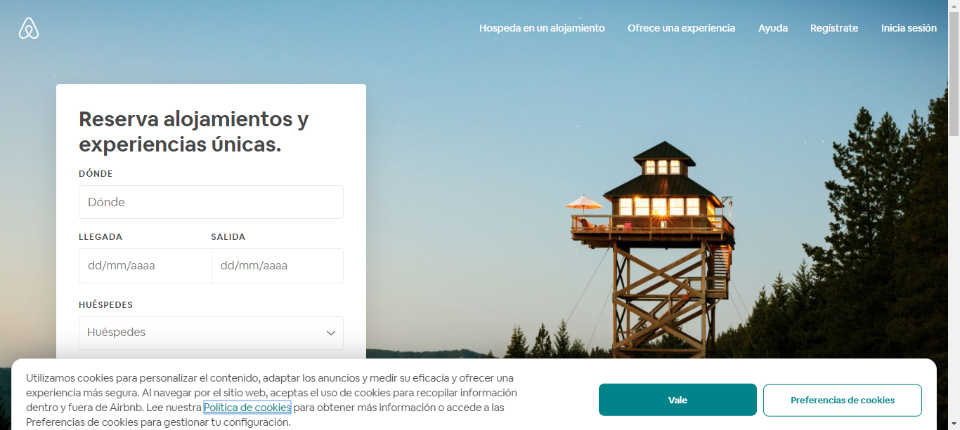 Hospeda en un alojamiento Ofrece una experiencia Ayuda Regístrate Inicia sesión
Reserva alojamientos y
experiencias únicas.
DÓNDE
Dónde
LLEGADA SALIDA
dd/mm/aaaa dd/mm/aaaa
HUÉSPEDES
Huéspedes
Utilizamos cookies para personalizar el contenido, adaptar los anuncios y medir su eficacia y ofrecer una
experiencia más segura. Al navegar por el sitio web, aceptas el uso de cookies para recopilar información
dentro y fuera de Airbnb. Lee nuestra Política de cookies para obtener más información o accede a las
Preferencias de cookies para gestionar tu configuración.
Vale
Preferencias de cookies